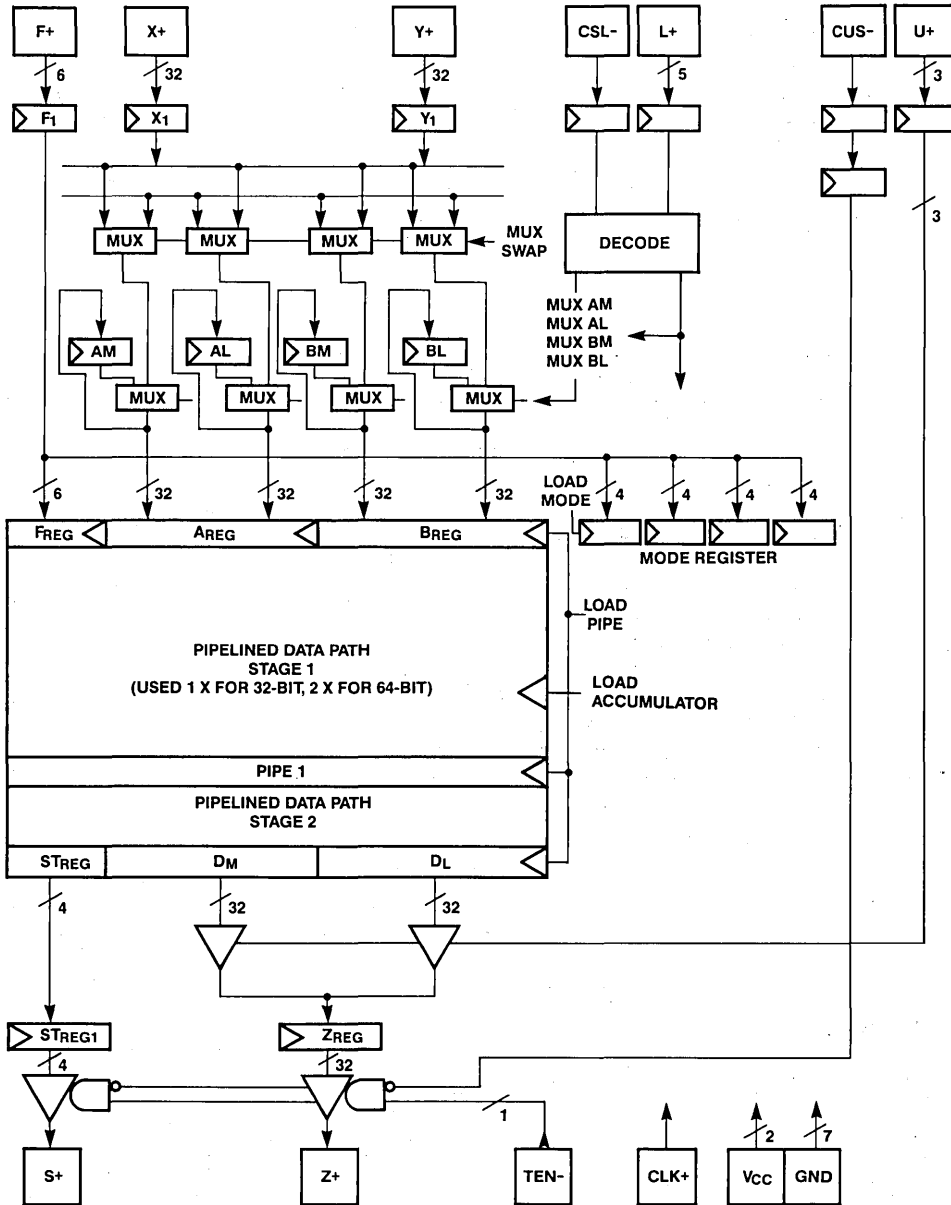 F+ X+ Y+ CSL- L+ CUS- U+
6 32 32 5 3
F1 X1 Y1
3
MUX MUX MUX MUX
MUX
SWAP
DECODE
MUX AM
MUX AL
MUX BM
MUX BL
AM AL BM BL
MUX MUX MUX MUX
6 32 32 32 32
LOAD
MODE
4 4 4 4
FREG AREG BREG
MODE REGISTER
LOAD
PIPE
PIPELINED DATA PATH
STAGE 1
(USED 1 X FOR 32-BIT, 2 X FOR 64-BIT)
LOAD
ACCUMULATOR
PIPE 1
PIPELINED DATA PATH
STAGE 2
STREG DM DL
4 32 32
STREG1 ZREG
4 32
1
2 7
S+ Z+ TEN- CLK+ VCC GND